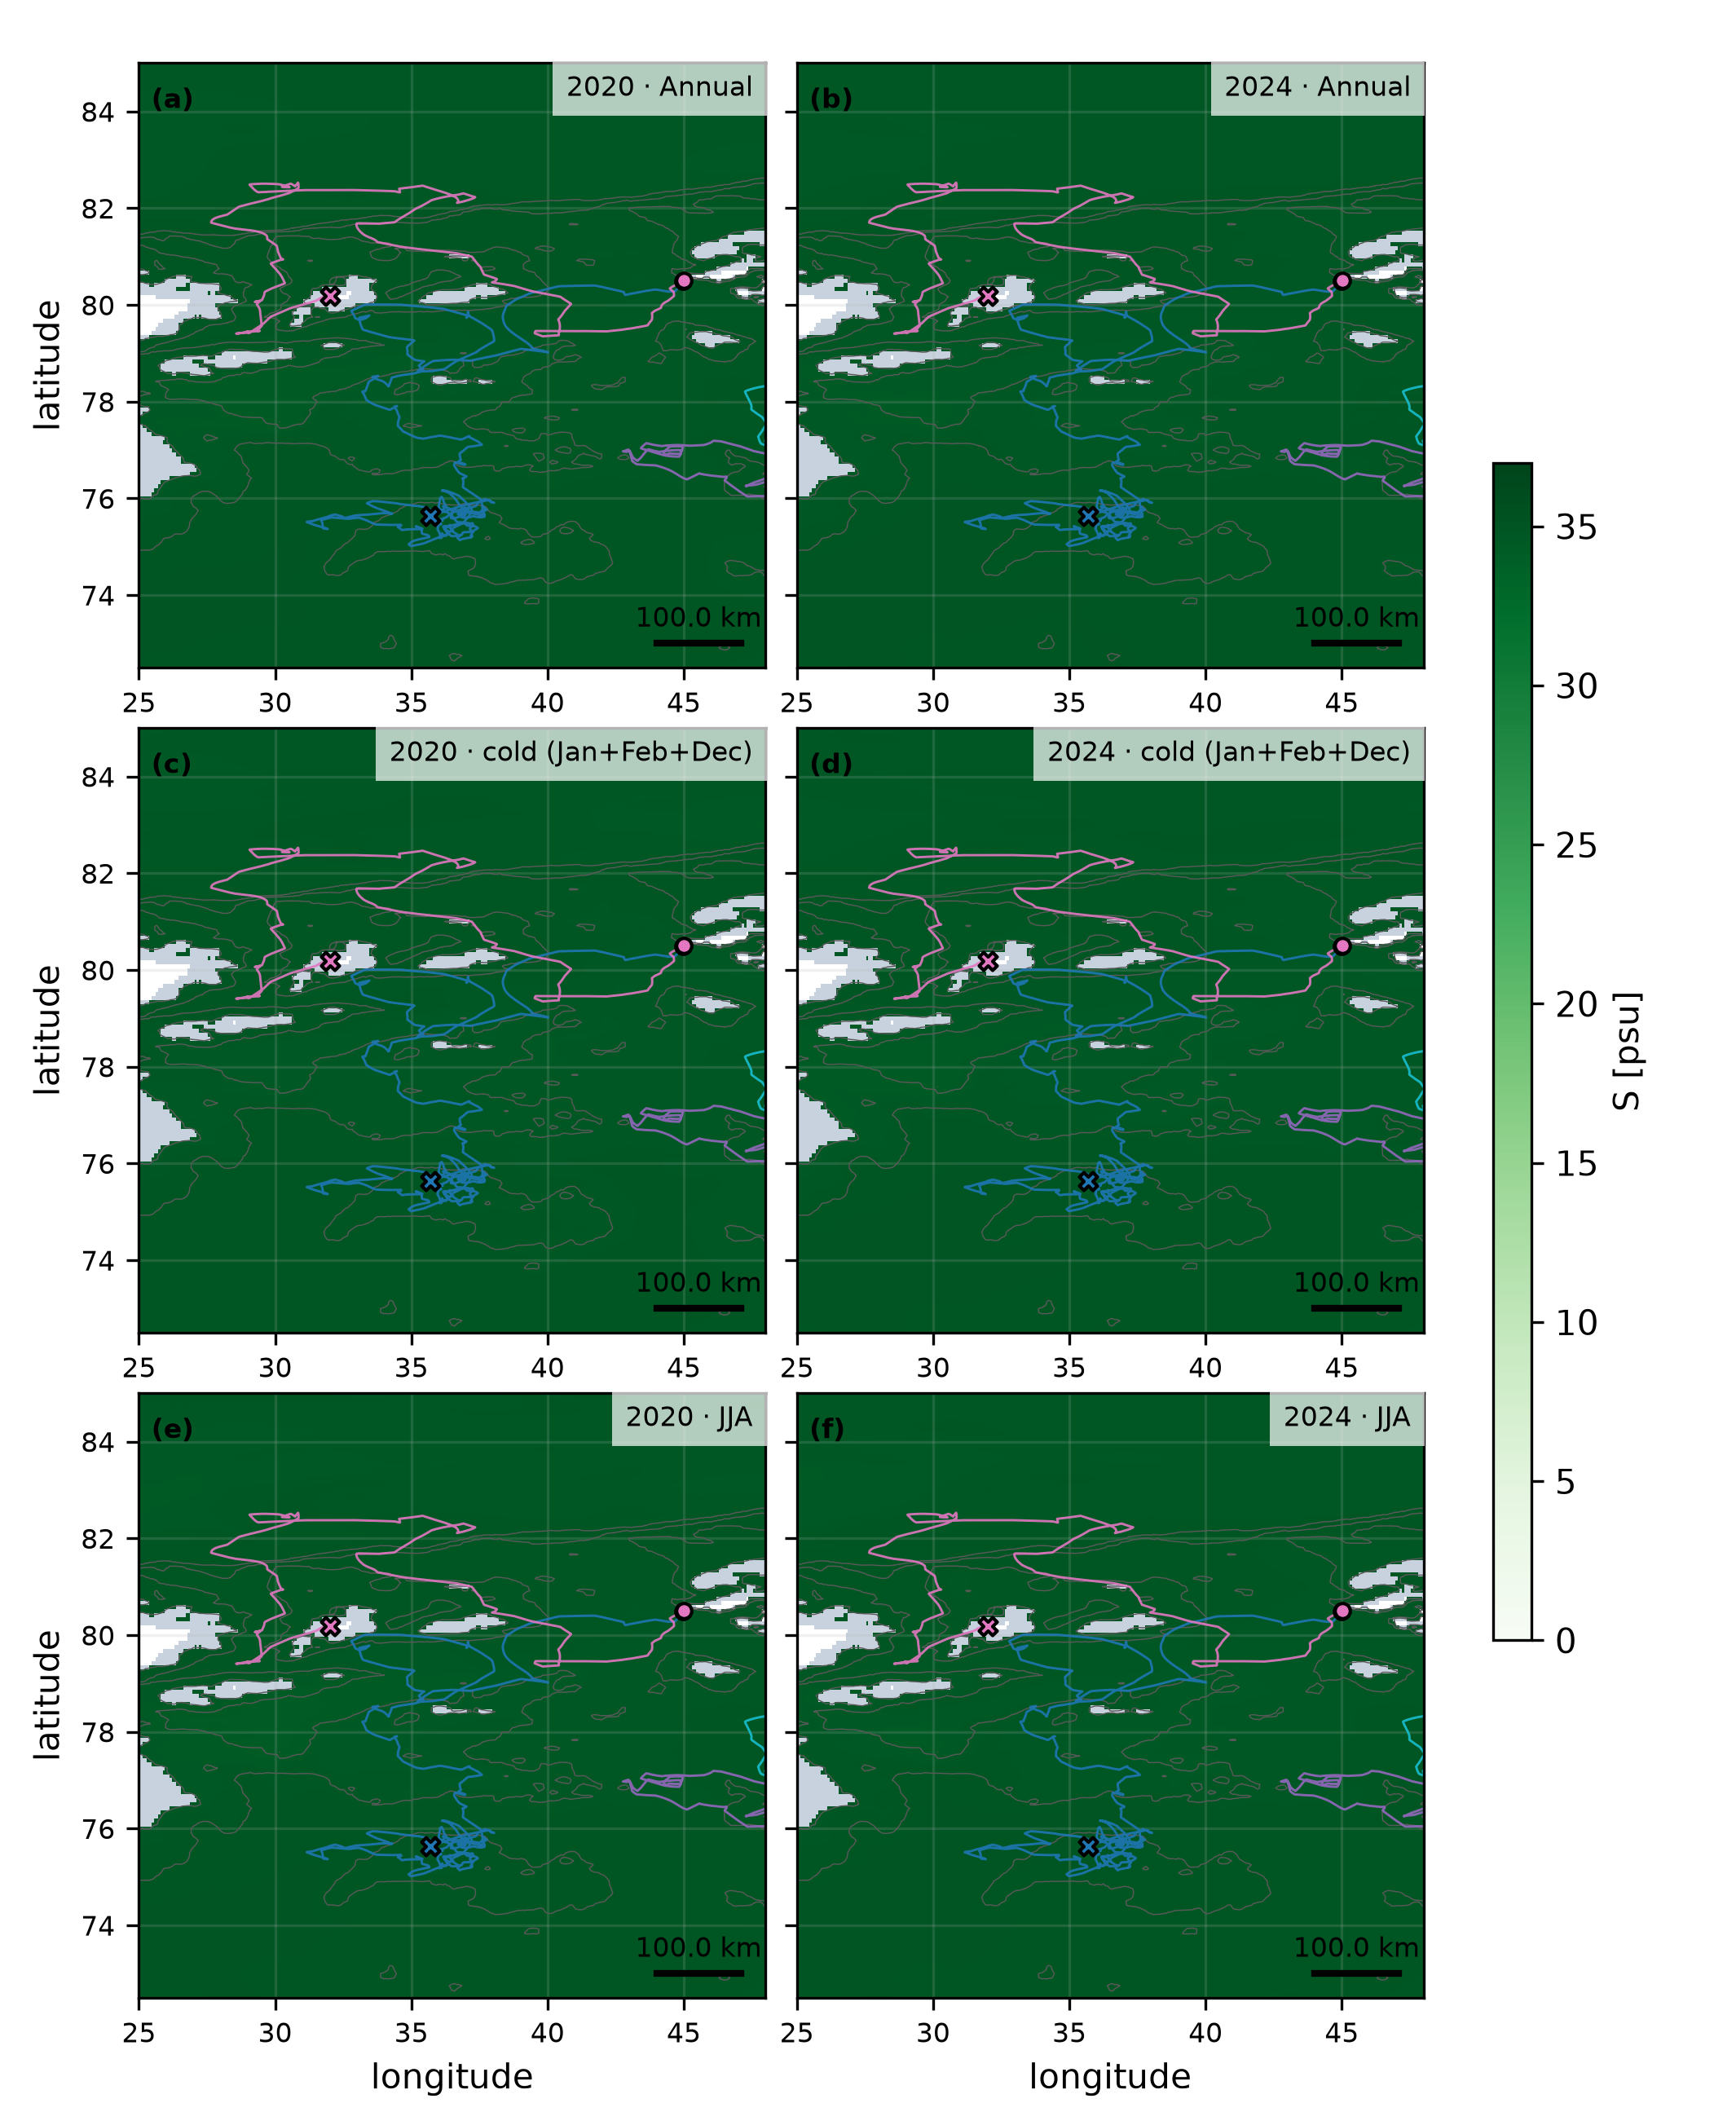 (a) 2020 · Annual
(b) 2024 · Annual
84
82
80
78
76
74
latitude
100.0 km
100.0 km
25 30 35 40 45
25 30 35 40 45
(c) 2020 · cold (Jan+Feb+Dec)
(d) 2024 · cold (Jan+Feb+Dec)
84
82
80
78
76
74
latitude
100.0 km
100.0 km
25 30 35 40 45
25 30 35 40 45
(e) 2020 · JJA
(f) 2024 · JJA
84
82
80
78
76
74
latitude
100.0 km
100.0 km
25 30 35 40 45
25 30 35 40 45
longitude
longitude
35
30
25
20
15
10
5
0
S [psu]